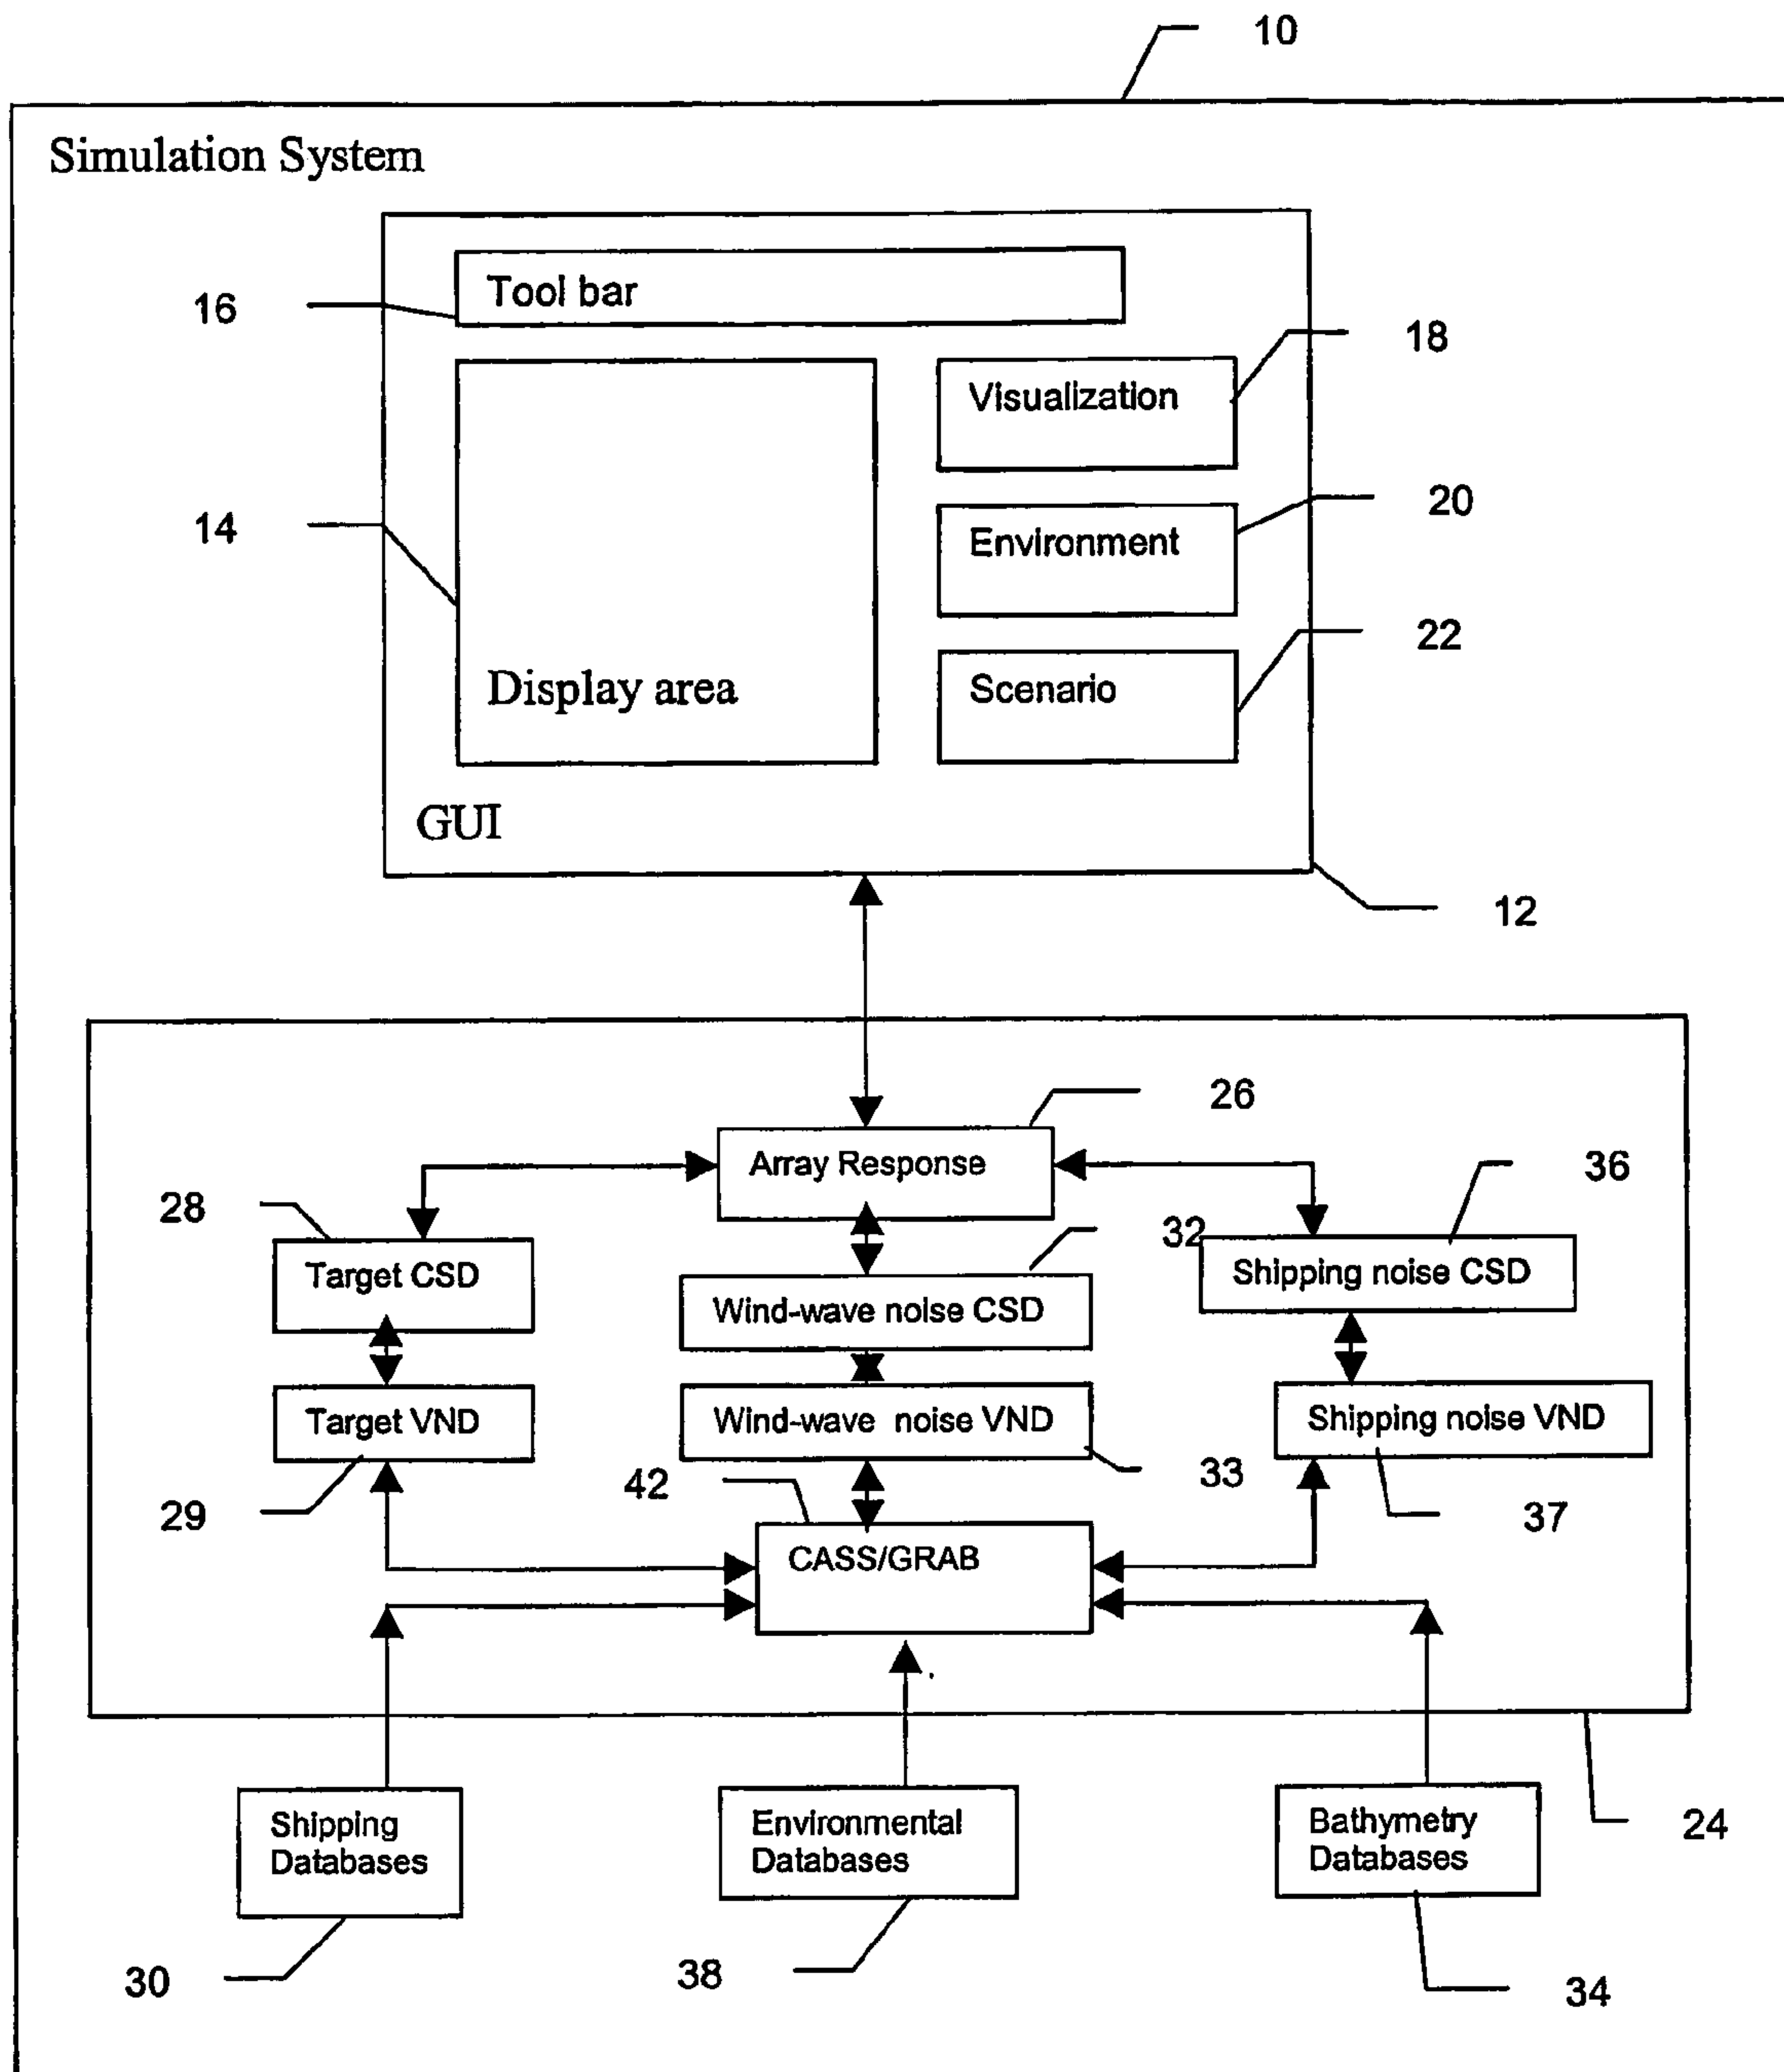 10
Simulation System
Tool bar
16
18
Visualization
14
20
Environment
22
Scenario
Display area
GUI
12
26
Array Response
36
28
32
Target CSD
Wind-wave noise CSD
Shipping noise CSD
Target VND
Wind-wave noise VND
Shipping noise VND
29
42
33
37
CASS/GRAB
Shipping
Databases
Environmental
Databases
Bathymetry
Databases
24
30
38
34